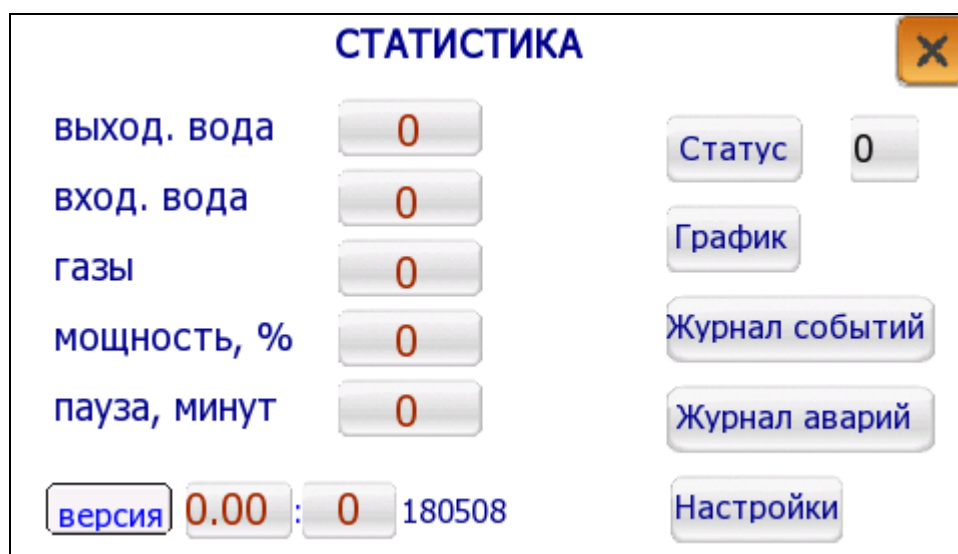 СТАТИСТИКА
выход. вода 0
Статус 0
вход. вода 0
График
газы 0
мощность, % 0
Журнал событий
пауза, минут 0
Журнал аварий
версия 0.00 : 0 180508
Настройки